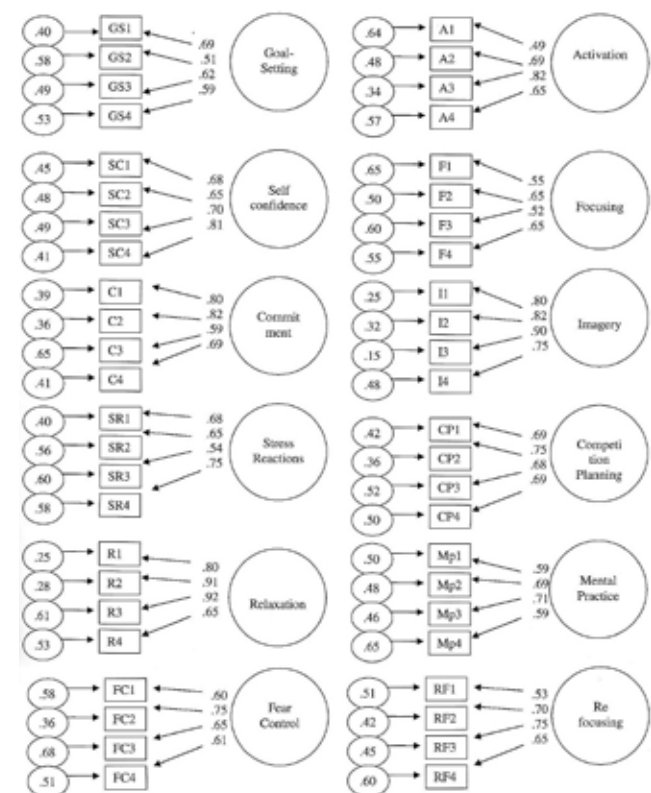 .40 GS1 .69
.58 GS2 .51
.49 GS3 .62
.53 GS4 .59
Goal-
Setting
.64 A1 .49
.48 A2 .69
.34 A3 .82
.57 A4 .65
Activation
.45 SC1 .68
.48 SC2 .65
.49 SC3 .70
.41 SC4 .81
Self
confidence
.65 F1 .55
.50 F2 .65
.60 F3 .52
.55 F4 .65
Focusing
.39 C1 .80
.36 C2 .82
.65 C3 .59
.41 C4 .69
Commit
ment
.25 I1 .80
.32 I2 .82
.15 I3 .90
.48 I4 .75
Imagery
.40 SR1 .68
.56 SR2 .65
.60 SR3 .54
.58 SR4 .75
Stress
Reactions
.42 CP1 .69
.36 CP2 .75
.52 CP3 .68
.50 CP4 .69
Competi
tion
Planning
.25 R1 .80
.28 R2 .91
.61 R3 .92
.53 R4 .65
Relaxation
.50 Mp1 .59
.48 Mp2 .69
.46 Mp3 .71
.65 Mp4 .59
Mental
Practice
.58 FC1 .60
.36 FC2 .75
.68 FC3 .65
.51 FC4 .61
Fear
Control
.51 RF1 .53
.42 RF2 .70
.45 RF3 .75
.60 RF4 .65
Re
focusing